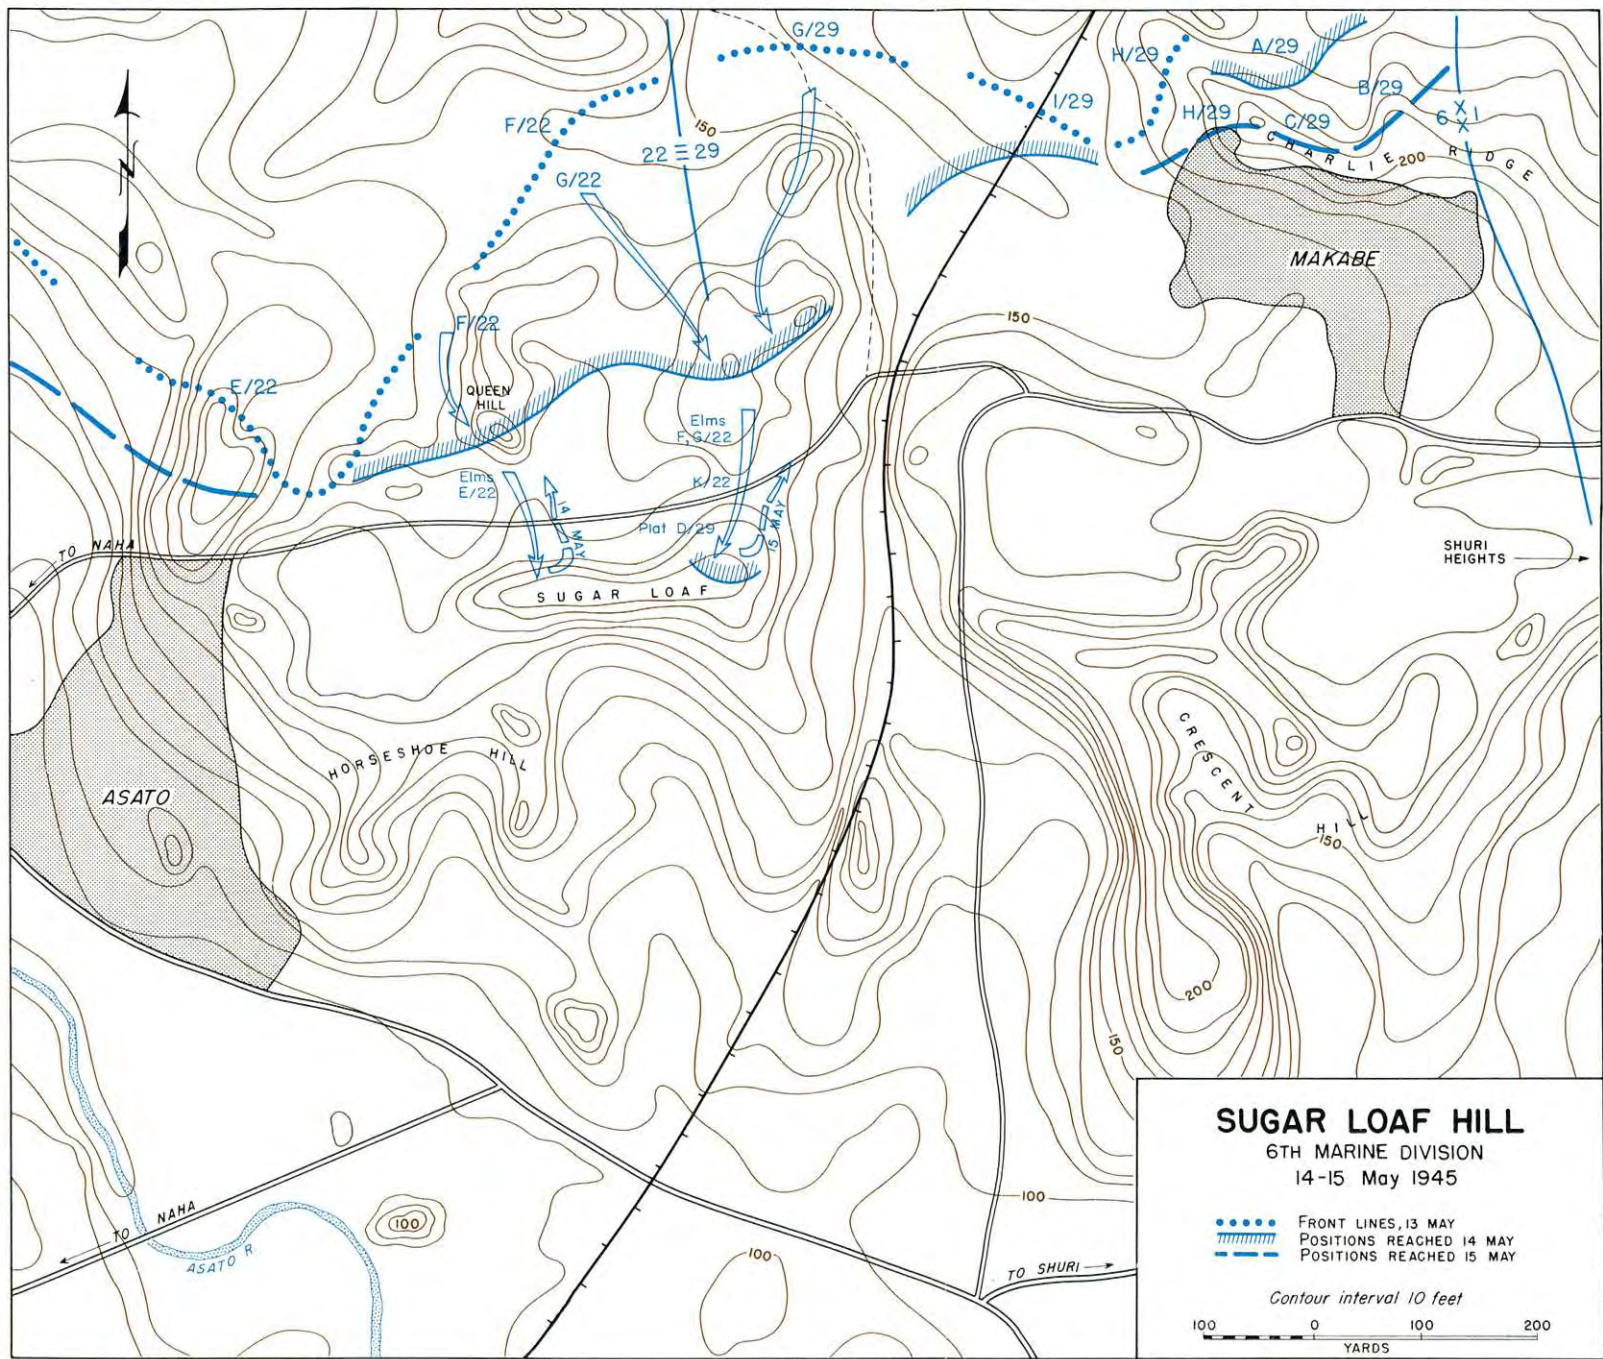 G/29
H/29
A/29
B/29
I/29
F/22
150
22 29
H/29
C/29
6 XX 1
CHARLIE RIDGE
200
G/22
N
MAKABE
150
F/22
E/22
QUEEN
HILL
Elms
F, G/22
Elms
E/22
K/22
14 MAY
15 MAY
Plat D/29
TO NAHA
SHURI
HEIGHTS
SUGAR LOAF
HORSESHOE HILL
CRESCENT HILL
150
ASATO
200
150
100
TO NAHA
ASATO R.
100
100
TO SHURI
SUGAR LOAF HILL
6TH MARINE DIVISION
14-15 May 1945
FRONT LINES, 13 MAY
POSITIONS REACHED 14 MAY
POSITIONS REACHED 15 MAY
Contour interval 10 feet
100 0 100 200
YARDS